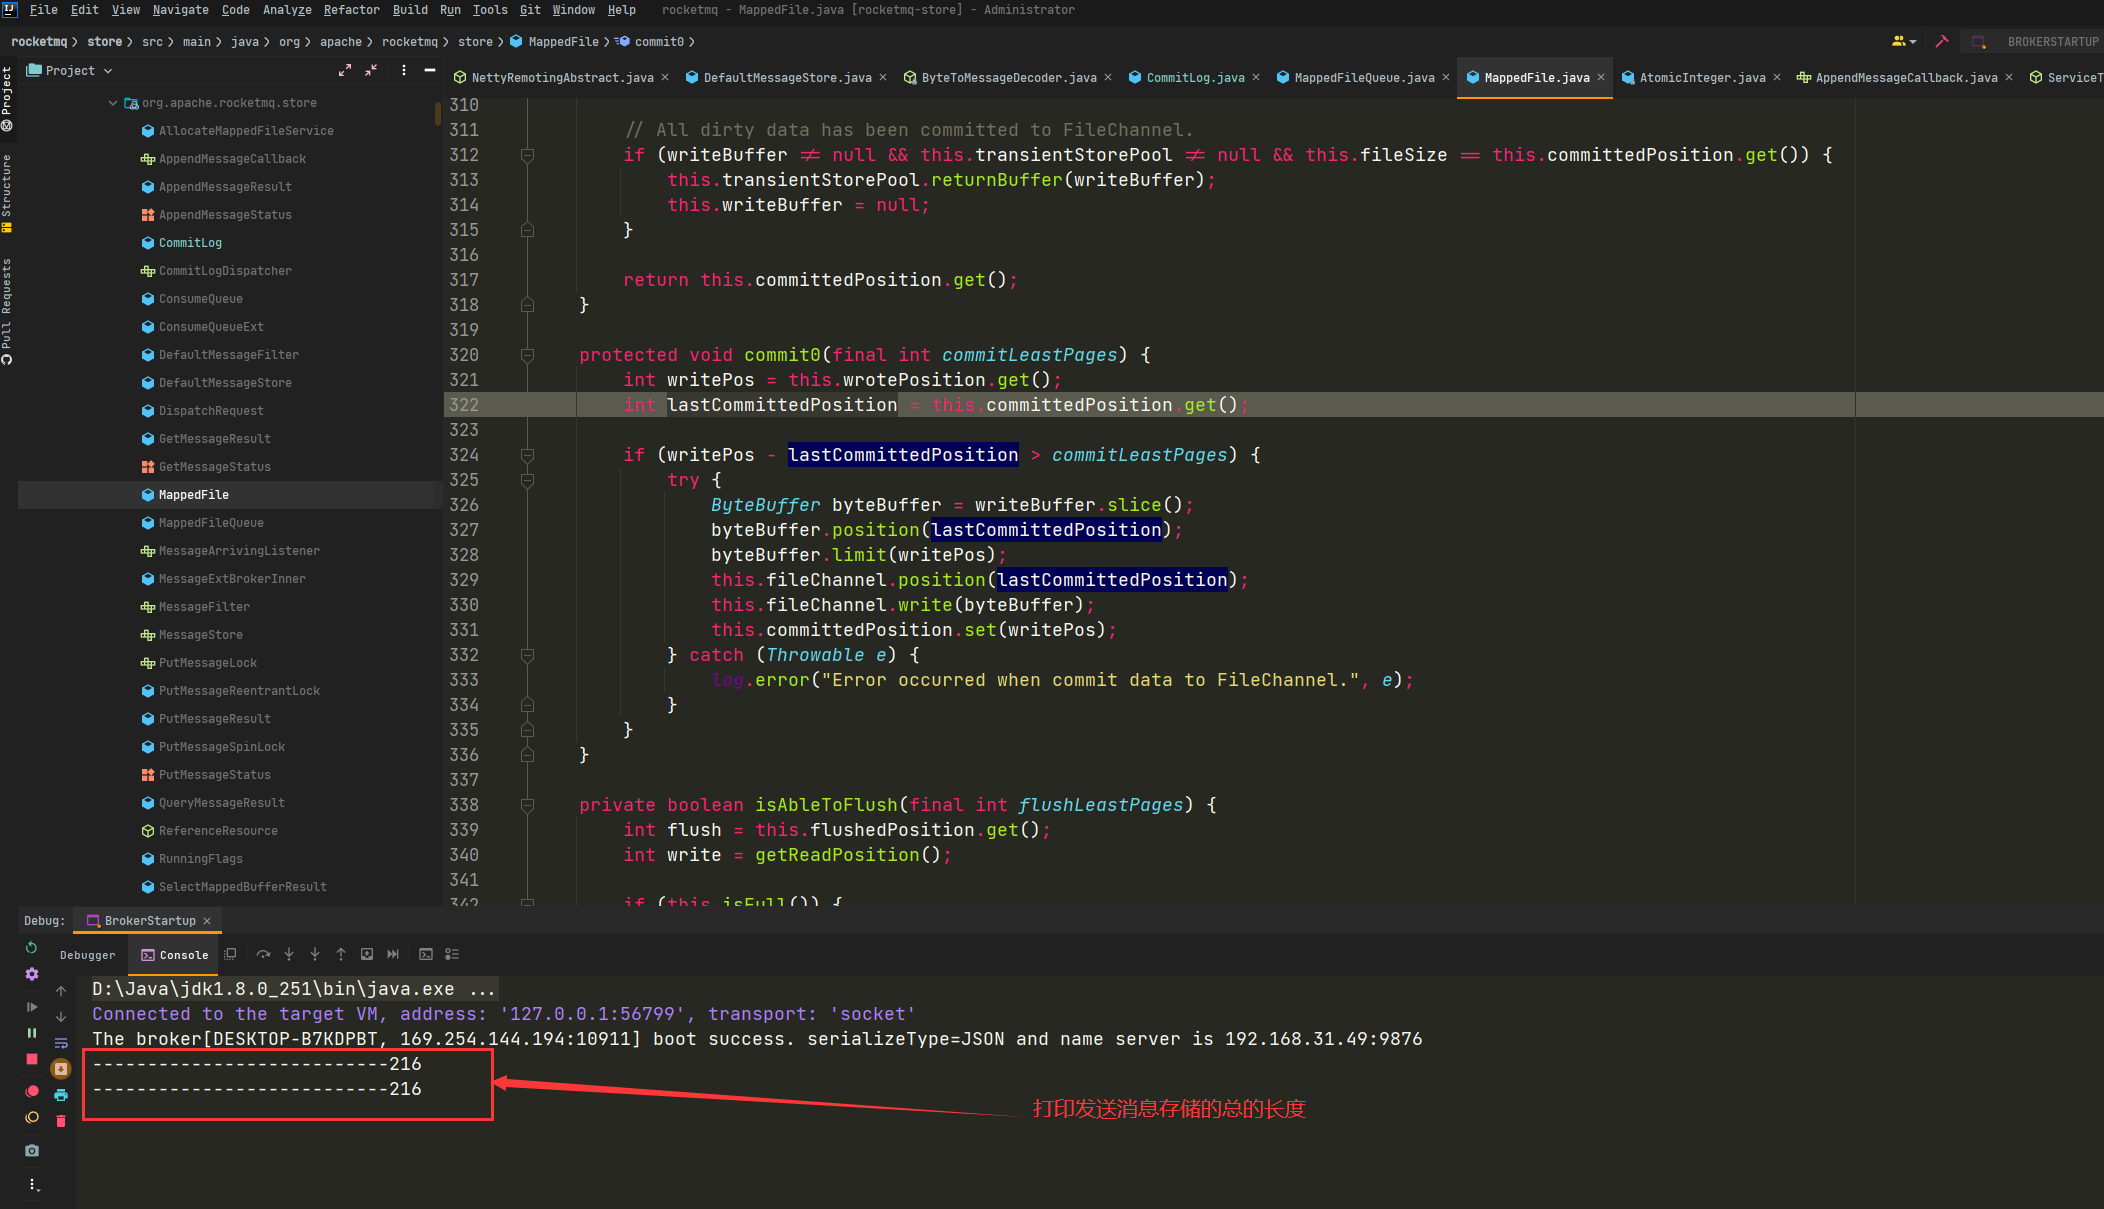 File Edit View Navigate Code Analyze Refactor Build Run Tools Git Window Help rocketmq - MappedFile.java [rocketmq-store] - Administrator
rocketmq > store > src > main > java > org > apache > rocketmq > store > MappedFile > commit0 >
BROKERSTARTUP
Project
Structure
Pull Requests
Project
NettyRemotingAbstract.java × DefaultMessageStore.java × ByteToMessageDecoder.java × CommitLog.java × MappedFileQueue.java × MappedFile.java × AtomicInteger.java × AppendMessageCallback.java × ServiceT
org.apache.rocketmq.store
AllocateMappedFileService
AppendMessageCallback
AppendMessageResult
AppendMessageStatus
CommitLog
CommitLogDispatcher
ConsumeQueue
ConsumeQueueExt
DefaultMessageFilter
DefaultMessageStore
DispatchRequest
GetMessageResult
GetMessageStatus
MappedFile
MappedFileQueue
MessageArrivingListener
MessageExtBrokerInner
MessageFilter
MessageStore
PutMessageLock
PutMessageReentrantLock
PutMessageResult
PutMessageSpinLock
PutMessageStatus
QueryMessageResult
ReferenceResource
RunningFlags
SelectMappedBufferResult
310
311 // All dirty data has been committed to FileChannel.
312 if (writeBuffer ≠ null && this.transientStorePool ≠ null && this.fileSize == this.committedPosition.get()) {
313 this.transientStorePool.returnBuffer(writeBuffer);
314 this.writeBuffer = null;
315 }
316
317 return this.committedPosition.get();
318 }
319
320 protected void commit0(final int commitLeastPages) {
321 int writePos = this.wrotePosition.get();
322 int lastCommittedPosition = this.committedPosition.get();
323
324 if (writePos - lastCommittedPosition > commitLeastPages) {
325 try {
326 ByteBuffer byteBuffer = writeBuffer.slice();
327 byteBuffer.position(lastCommittedPosition);
328 byteBuffer.limit(writePos);
329 this.fileChannel.position(lastCommittedPosition);
330 this.fileChannel.write(byteBuffer);
331 this.committedPosition.set(writePos);
332 } catch (Throwable e) {
333 log.error("Error occurred when commit data to FileChannel.", e);
334 }
335 }
336 }
337
338 private boolean isAbleToFlush(final int flushLeastPages) {
339 int flush = this.flushedPosition.get();
340 int write = getReadPosition();
341
342 if (this.isFull()) {
Debug: BrokerStartup ×
Debugger Console
D:\Java\jdk1.8.0_251\bin\java.exe ...
Connected to the target VM, address: '127.0.0.1:56799', transport: 'socket'
The broker[DESKTOP-B7KDPBT, 169.254.144.194:10911] boot success. serializeType=JSON and name server is 192.168.31.49:9876
---------------------------216
---------------------------216
打印发送消息存储的总的长度